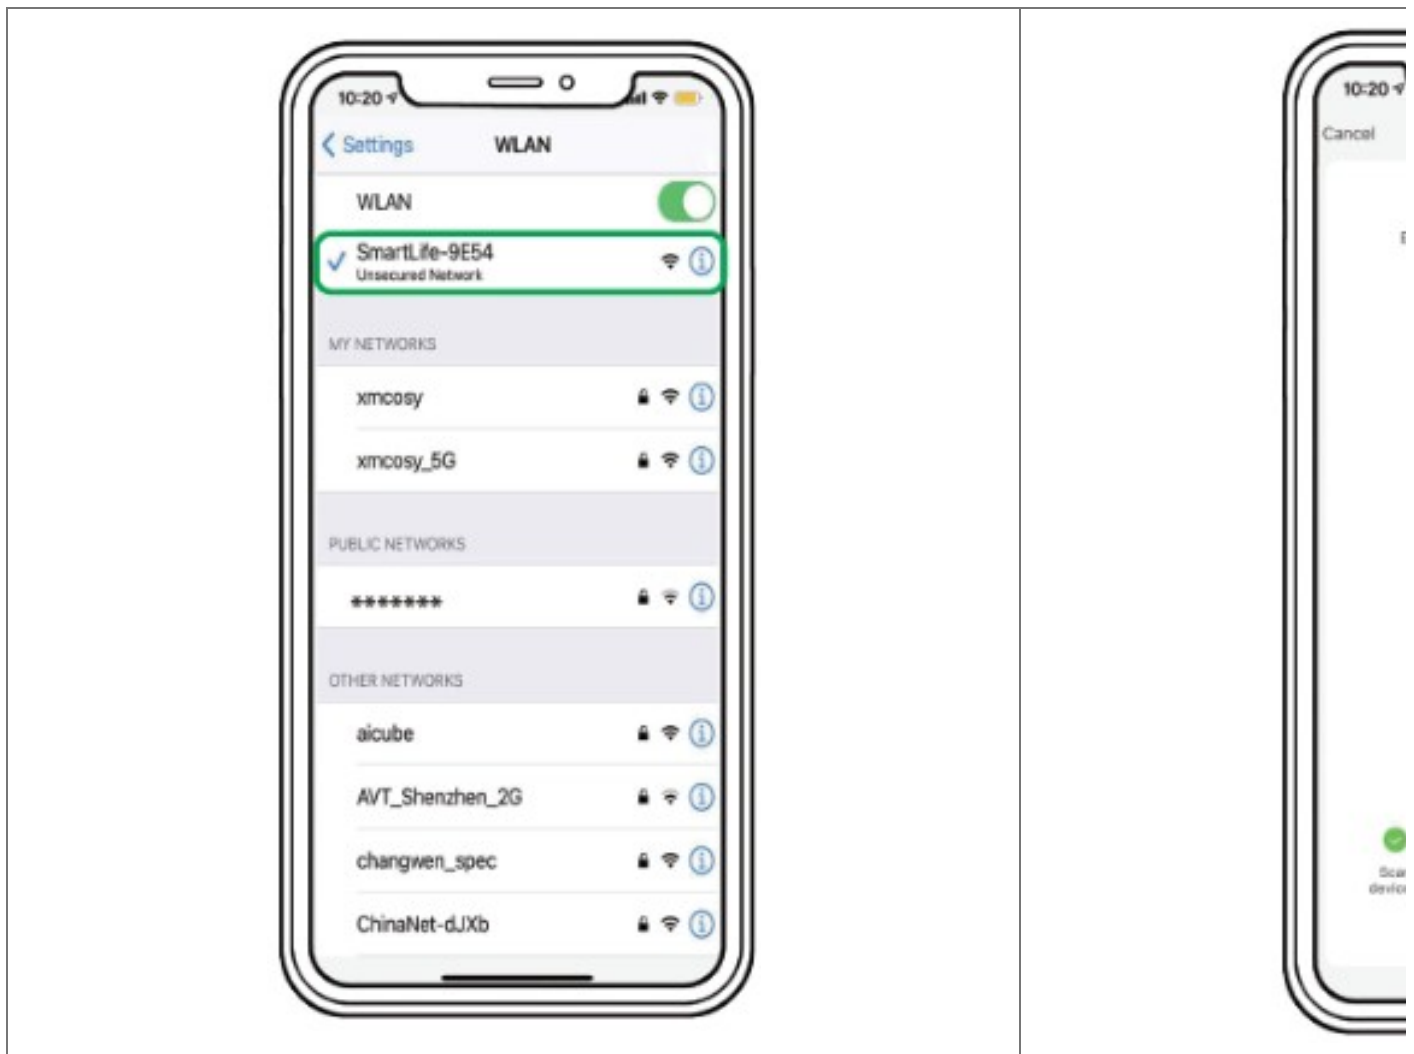 10:20
Settings
WLAN
WLAN
SmartLife-9E54
Unsecured Network
MY NETWORKS
xmcosy
xmcosy_5G
PUBLIC NETWORKS
*******
OTHER NETWORKS
aicube
AVT_Shenzhen_2G
changwen_spec
ChinaNet-dJXb
10:20
Cancel